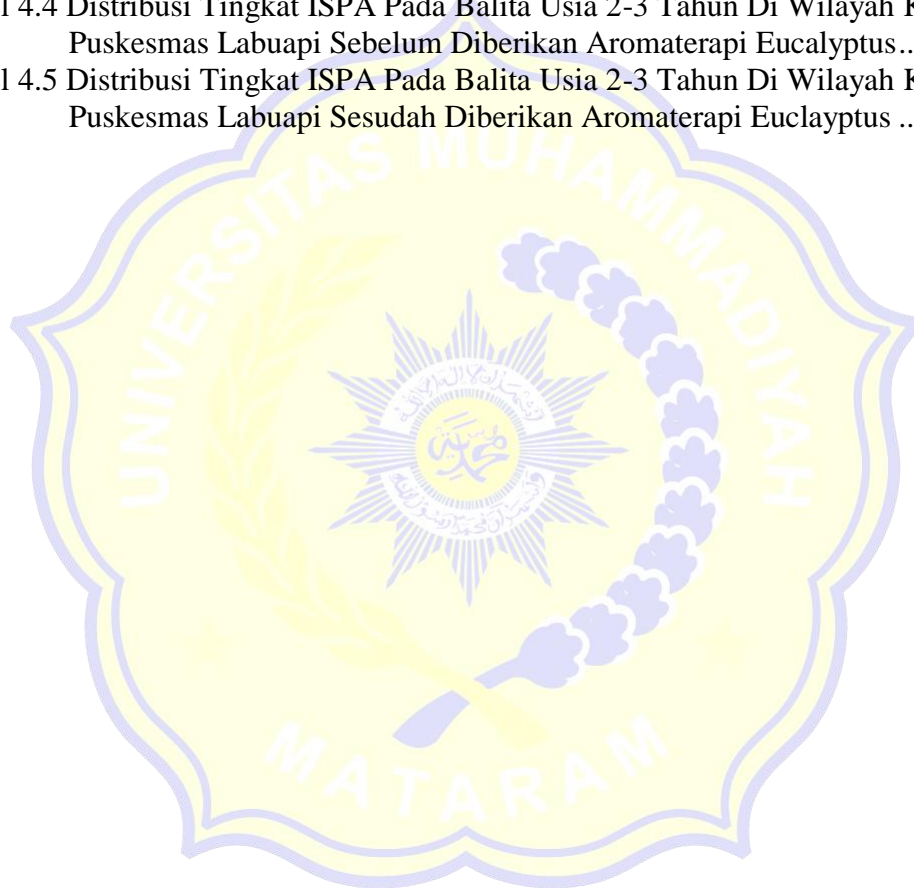 l 4.4 Distribusi Tingkat ISPA Pada Balita Usia 2-3 Tahun Di Wilayah K
Puskesmas Labuapi Sebelum Diberikan Aromaterapi Eucalyptus..
l 4.5 Distribusi Tingkat ISPA Pada Balita Usia 2-3 Tahun Di Wilayah K
Puskesmas Labuapi Sesudah Diberikan Aromaterapi Euclayptus ..
UNIVERSITAS MUHAMMADIYAH
MATARAM